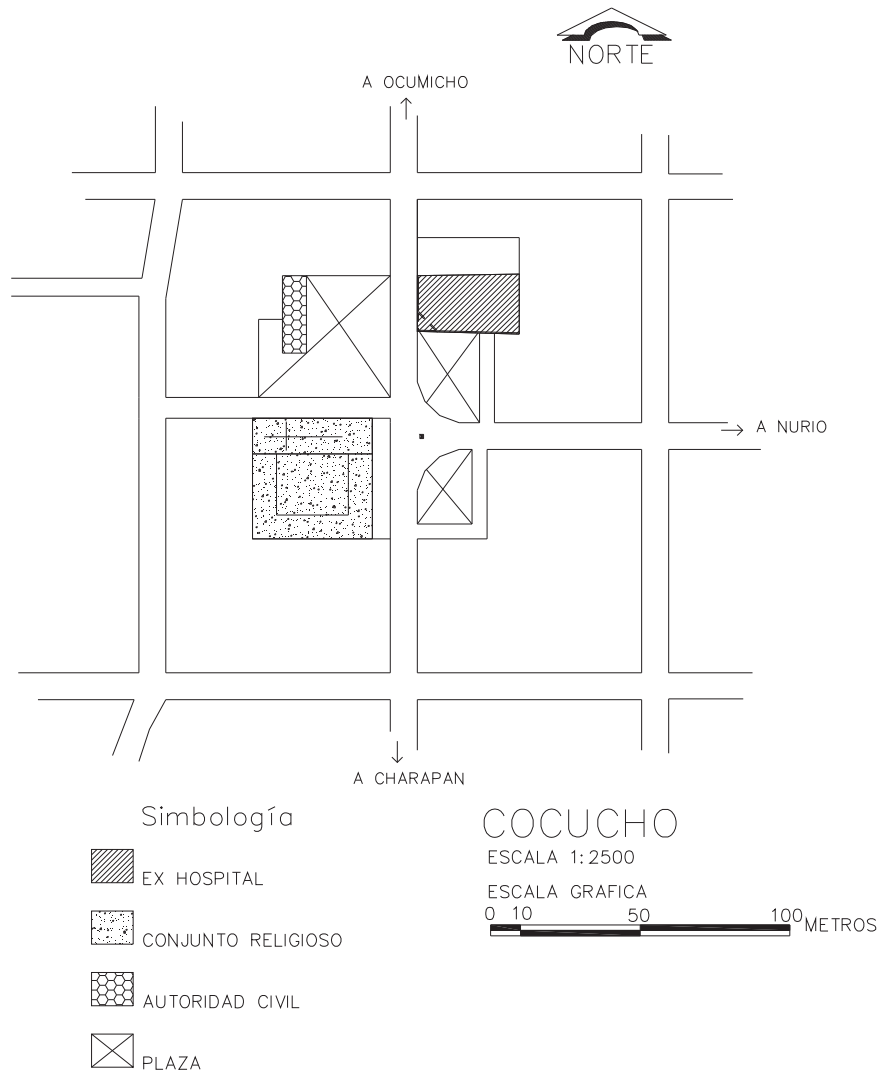 NORTE
A OCUMICHO
A NURIO
A CHARAPAN
Simbología
EX HOSPITAL
CONJUNTO RELIGIOSO
AUTORIDAD CIVIL
PLAZA
COCUCHO
ESCALA 1:2500
ESCALA GRAFICA
0 10 50 100 METROS